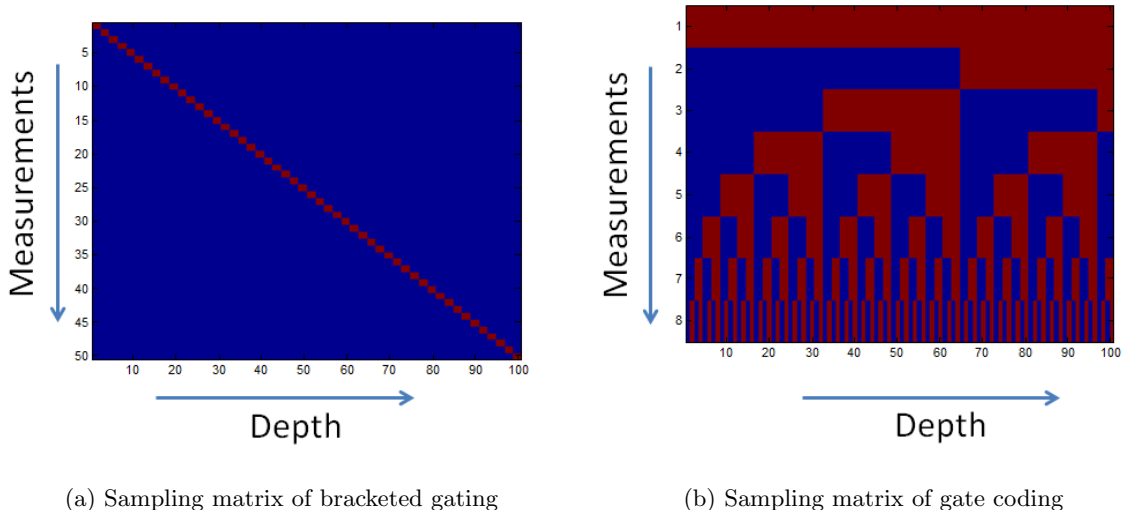 Measurements
5
10
15
20
25
30
35
40
45
50
10 20 30 40 50 60 70 80 90 100
Depth
(a) Sampling matrix of bracketed gating
Measurements
1
2
3
4
5
6
7
8
10 20 30 40 50 60 70 80 90 100
Depth
(b) Sampling matrix of gate coding